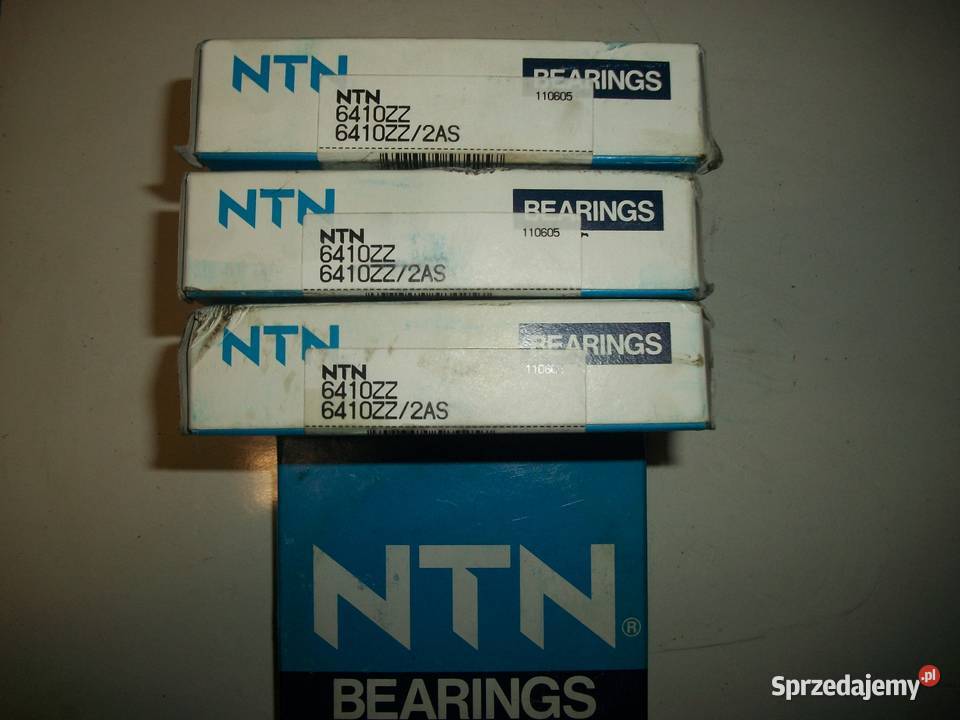 NTN BEARINGS
NTN 110605
6410ZZ
6410ZZ/2AS
NTN BEARINGS
NTN 110605
6410ZZ
6410ZZ/2AS
NTN BEARINGS
NTN
6410ZZ
6410ZZ/2AS
NTN®
BEARINGS
Sprzedajemy.pl